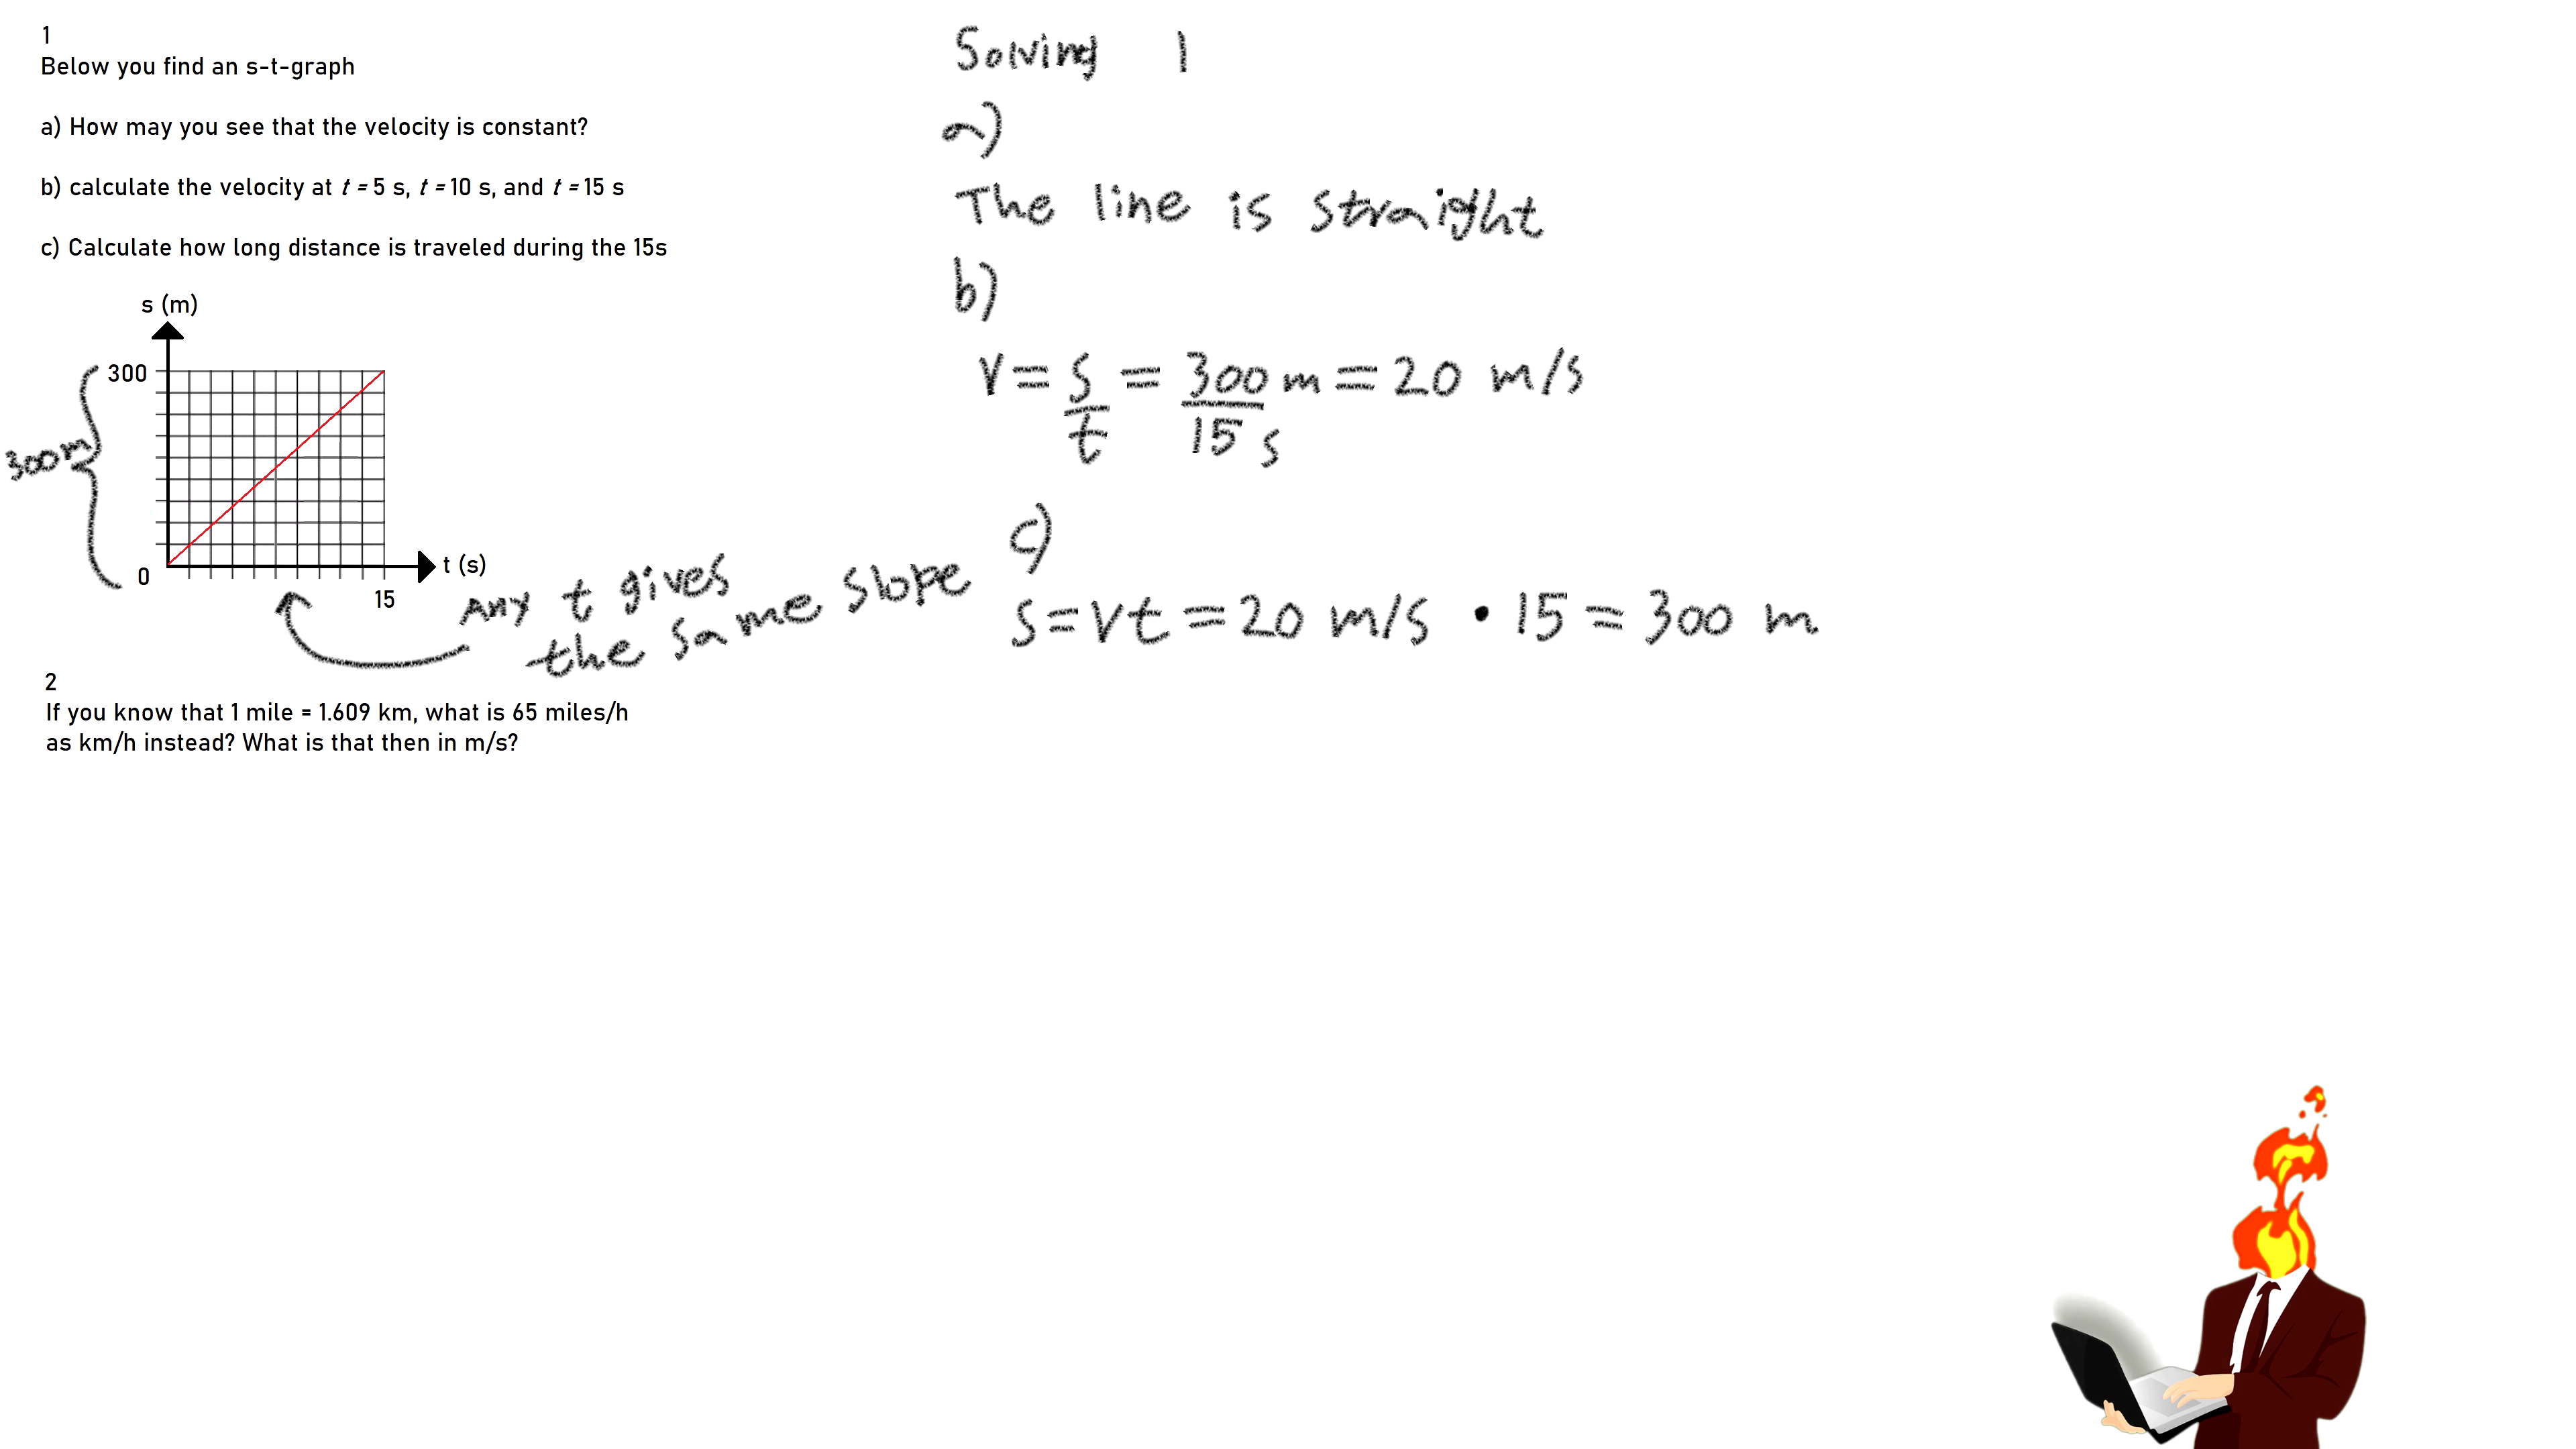 1
Below you find an s-t-graph
a) How may you see that the velocity is constant?
b) calculate the velocity at t = 5 s, t = 10 s, and t = 15 s
c) Calculate how long distance is traveled during the 15s
s (m)
300
300 m
0
t (s)
15
Any t gives
the same slope
2
If you know that 1 mile = 1.609 km, what is 65 miles/h
as km/h instead? What is that then in m/s?
Solving 1
a)
The line is straight
b)
v = s/t = 300 m/15 s = 20 m/s
c)
s = vt = 20 m/s • 15 = 300 m